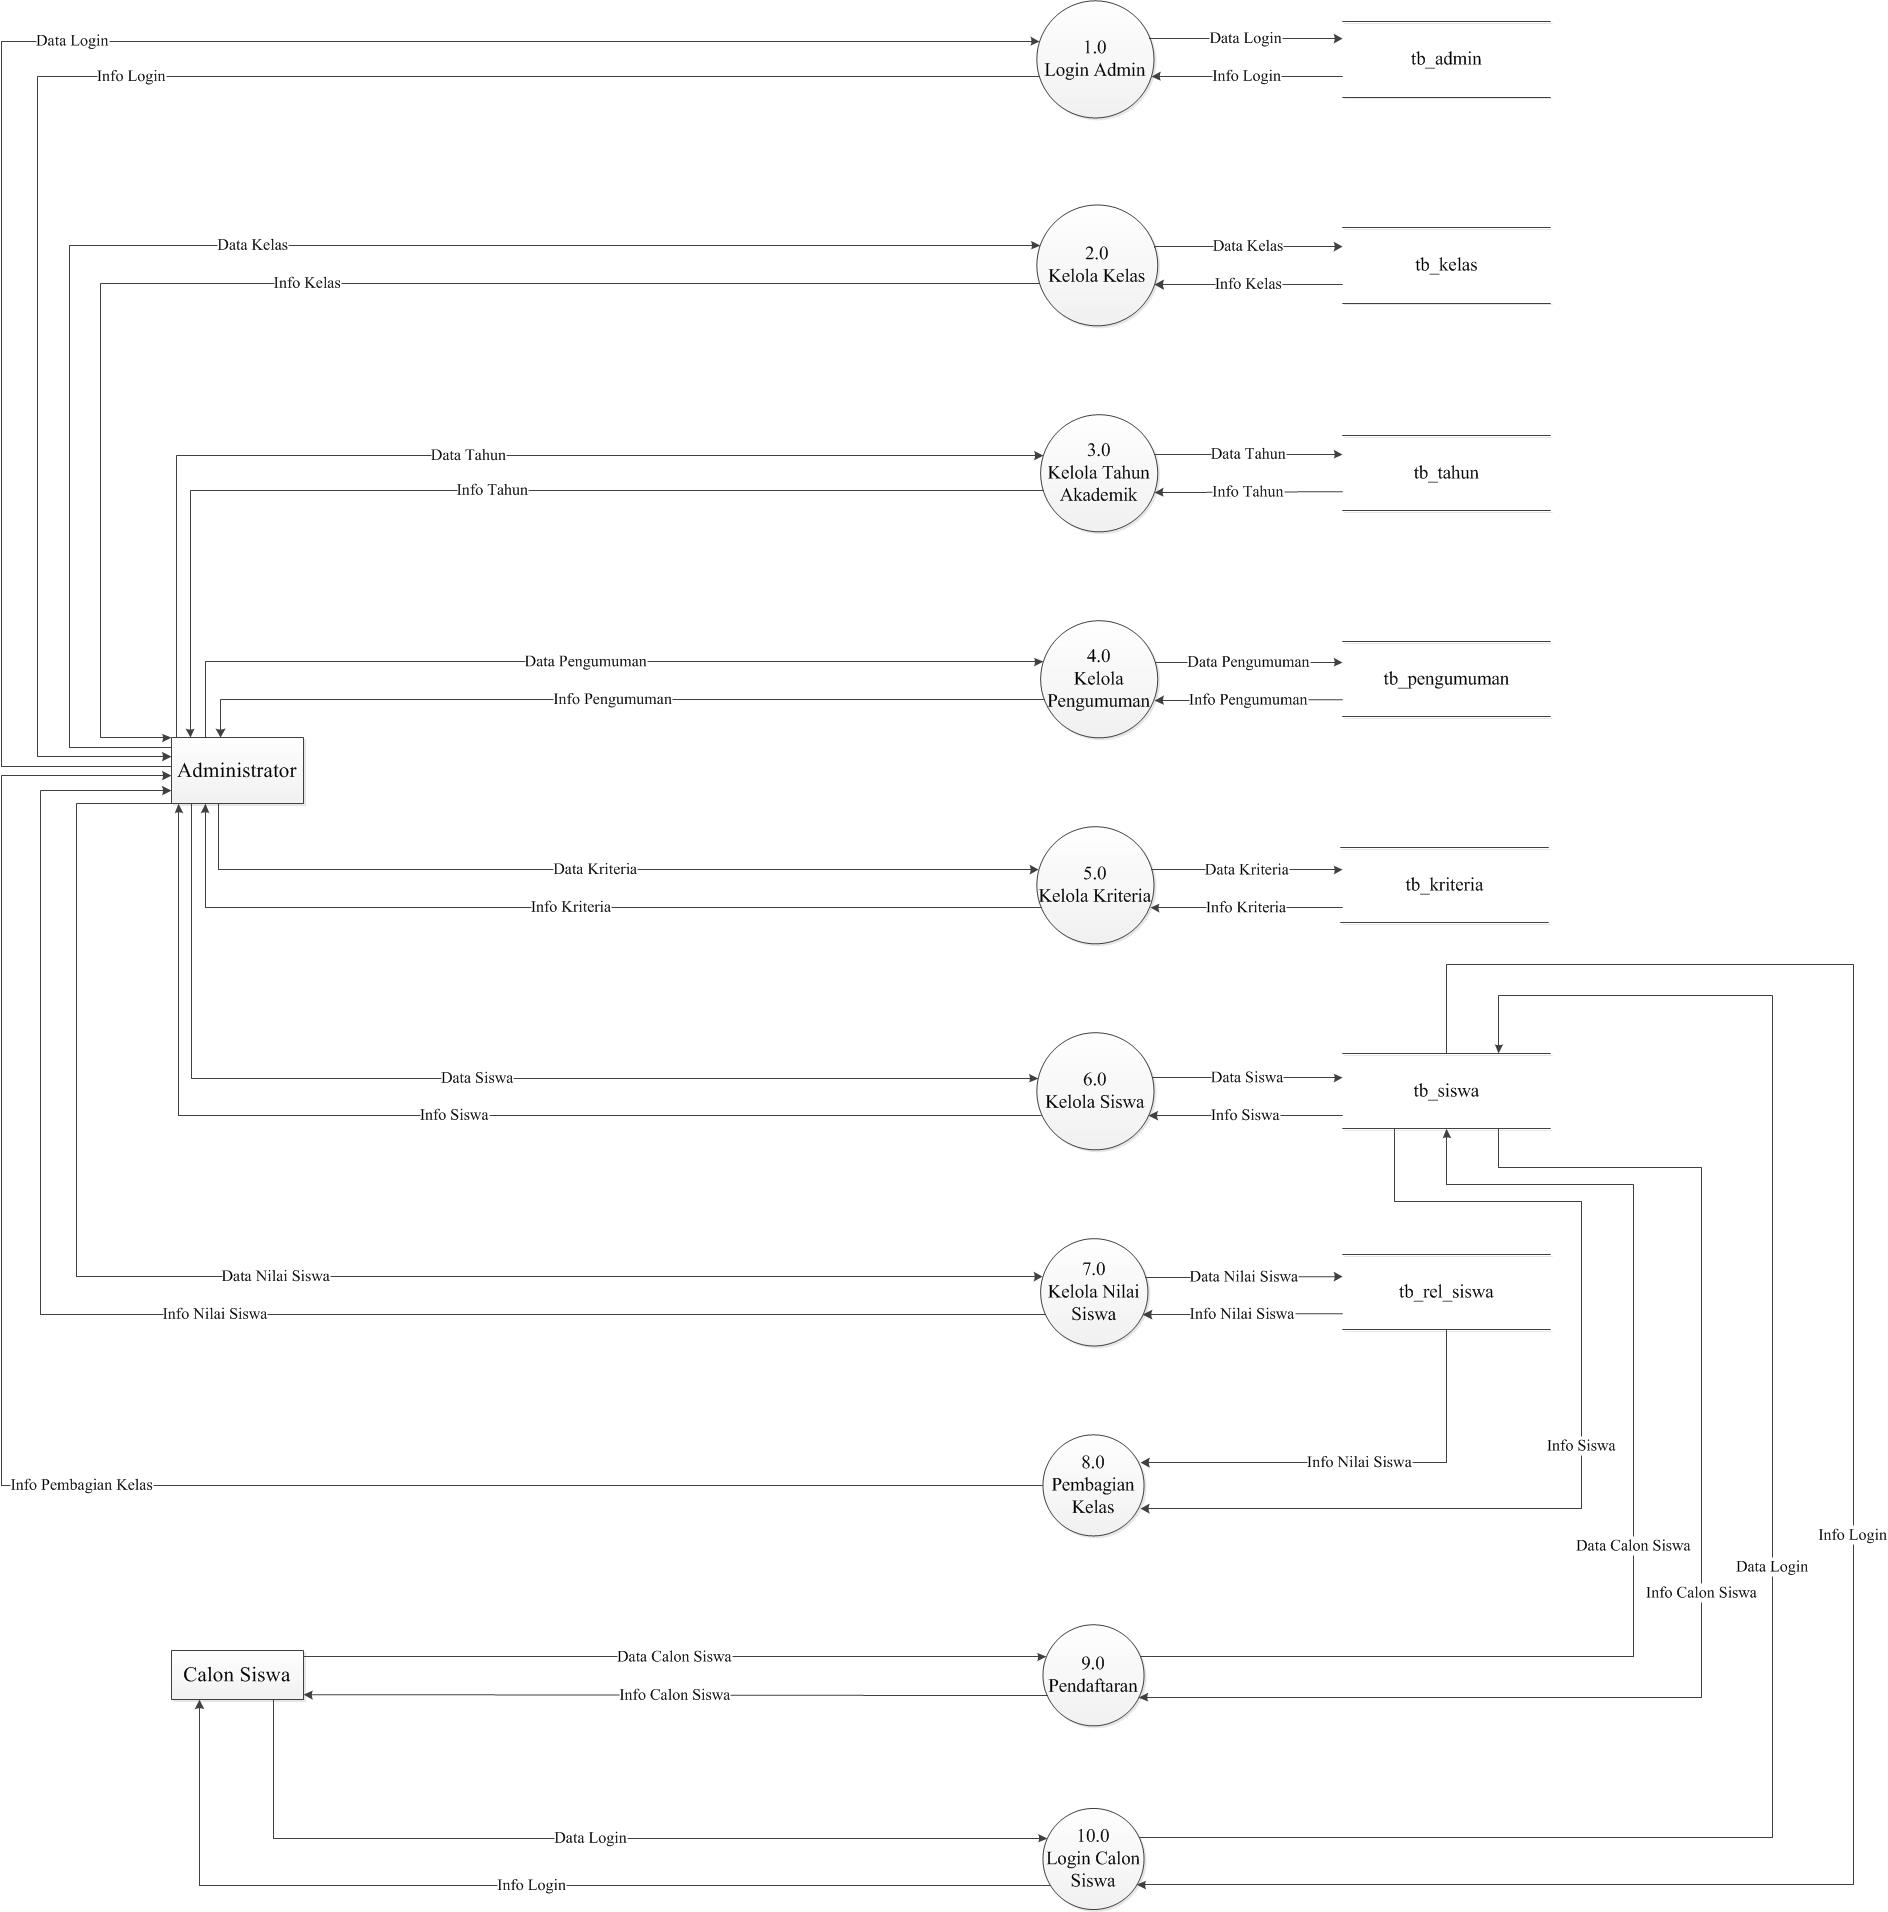 Data Login
Info Login
1.0
Login Admin
Data Login
Info Login
tb_admin
Data Kelas
Info Kelas
2.0
Kelola Kelas
Data Kelas
Info Kelas
tb_kelas
Data Tahun
Info Tahun
3.0
Kelola Tahun
Akademik
Data Tahun
Info Tahun
tb_tahun
Data Pengumuman
Info Pengumuman
4.0
Kelola
Pengumuman
Data Pengumuman
Info Pengumuman
tb_pengumuman
Administrator
Data Kriteria
Info Kriteria
5.0
Kelola Kriteria
Data Kriteria
Info Kriteria
tb_kriteria
Data Siswa
Info Siswa
6.0
Kelola Siswa
Data Siswa
Info Siswa
tb_siswa
Data Nilai Siswa
Info Nilai Siswa
7.0
Kelola Nilai
Siswa
Data Nilai Siswa
Info Nilai Siswa
tb_rel_siswa
Info Pembagian Kelas
8.0
Pembagian
Kelas
Info Nilai Siswa
Info Siswa
Info Login
Data Calon Siswa
Data Login
Info Calon Siswa
Calon Siswa
Data Calon Siswa
Info Calon Siswa
9.0
Pendaftaran
Data Login
Info Login
10.0
Login Calon
Siswa